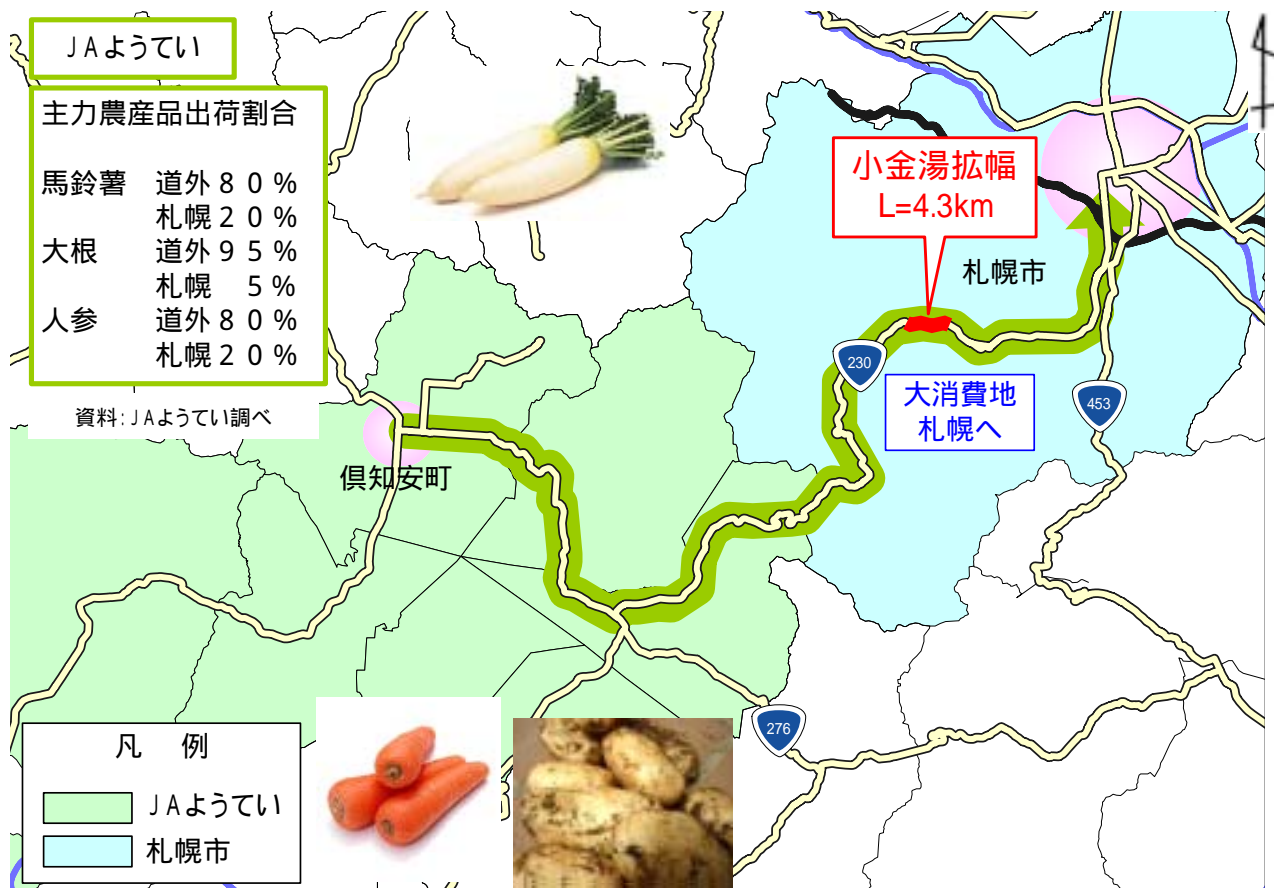 JAようてい
主力農産品出荷割合
馬鈴薯 道外80%
札幌20%
大根 道外95%
札幌 5%
人参 道外80%
札幌20%
資料:JAようてい調べ
小金湯拡幅
L=4.3km
札幌市
230
大消費地
札幌へ
453
倶知安町
276
凡 例
JAようてい
札幌市